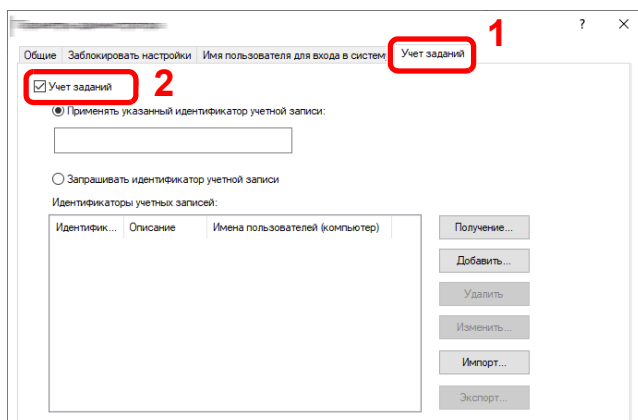 1
? ×
Общие Заблокировать настройки Имя пользователя для входа в систем Учет заданий
2
Учет заданий
Применять указанный идентификатор учетной записи:
Запрашивать идентификатор учетной записи
Идентификаторы учетных записей:
Идентифик... Описание Имена пользователей (компьютер)
Получение...
Добавить...
Удалить
Изменить...
Импорт...
Экспорт...